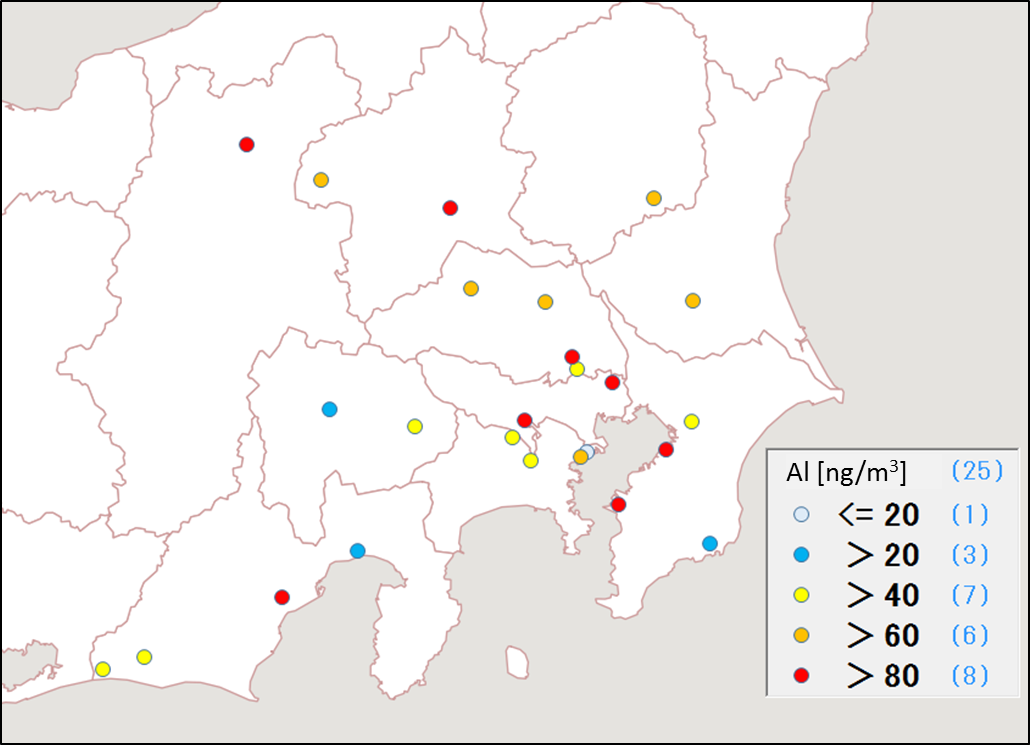 Al [ng/m³] (25)
<= 20 (1)
> 20 (3)
> 40 (7)
> 60 (6)
> 80 (8)